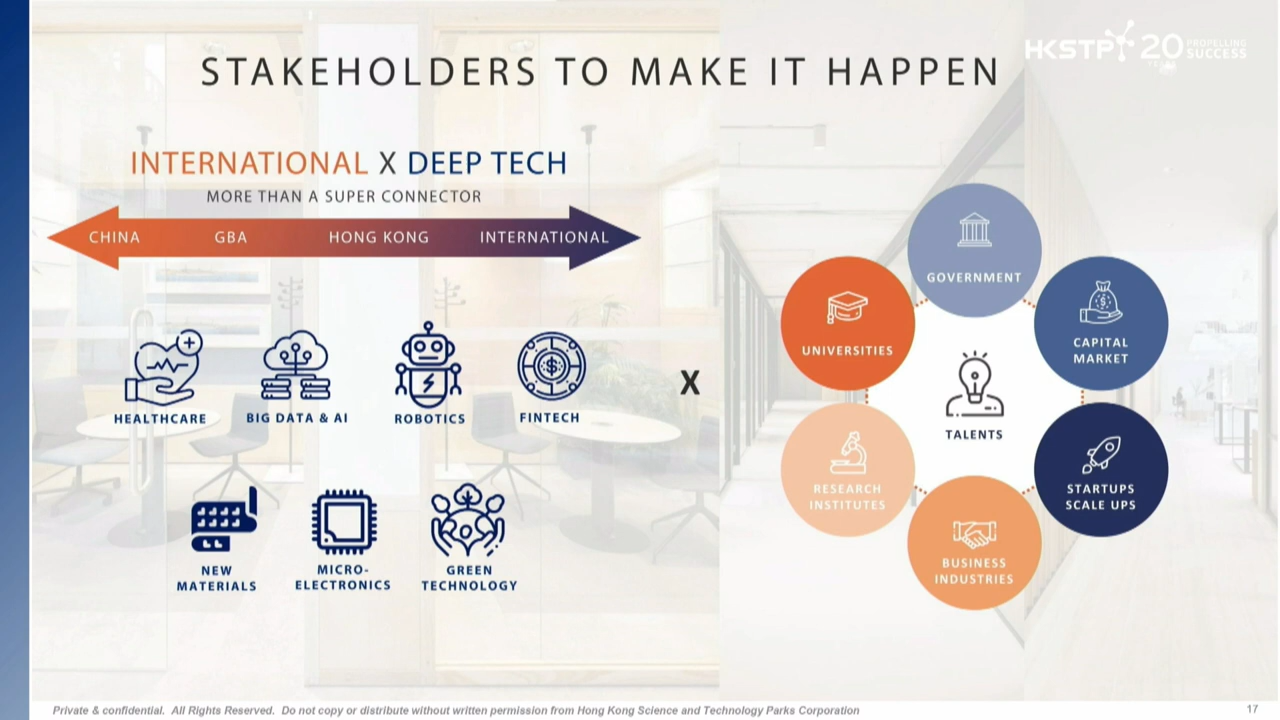 STAKEHOLDERS TO MAKE IT HAPPEN
HKSTP 20 PROPELLING SUCCESS
INTERNATIONAL X DEEP TECH
MORE THAN A SUPER CONNECTOR
CHINA GBA HONG KONG INTERNATIONAL
HEALTHCARE
BIG DATA & AI
ROBOTICS
FINTECH
NEW
MATERIALS
MICRO-
ELECTRONICS
GREEN
TECHNOLOGY
X
GOVERNMENT
CAPITAL
MARKET
STARTUPS
SCALE UPS
BUSINESS
INDUSTRIES
RESEARCH
INSTITUTES
UNIVERSITIES
TALENTS
Private & confidential. All Rights Reserved. Do not copy or distribute without written permission from Hong Kong Science and Technology Parks Corporation
17